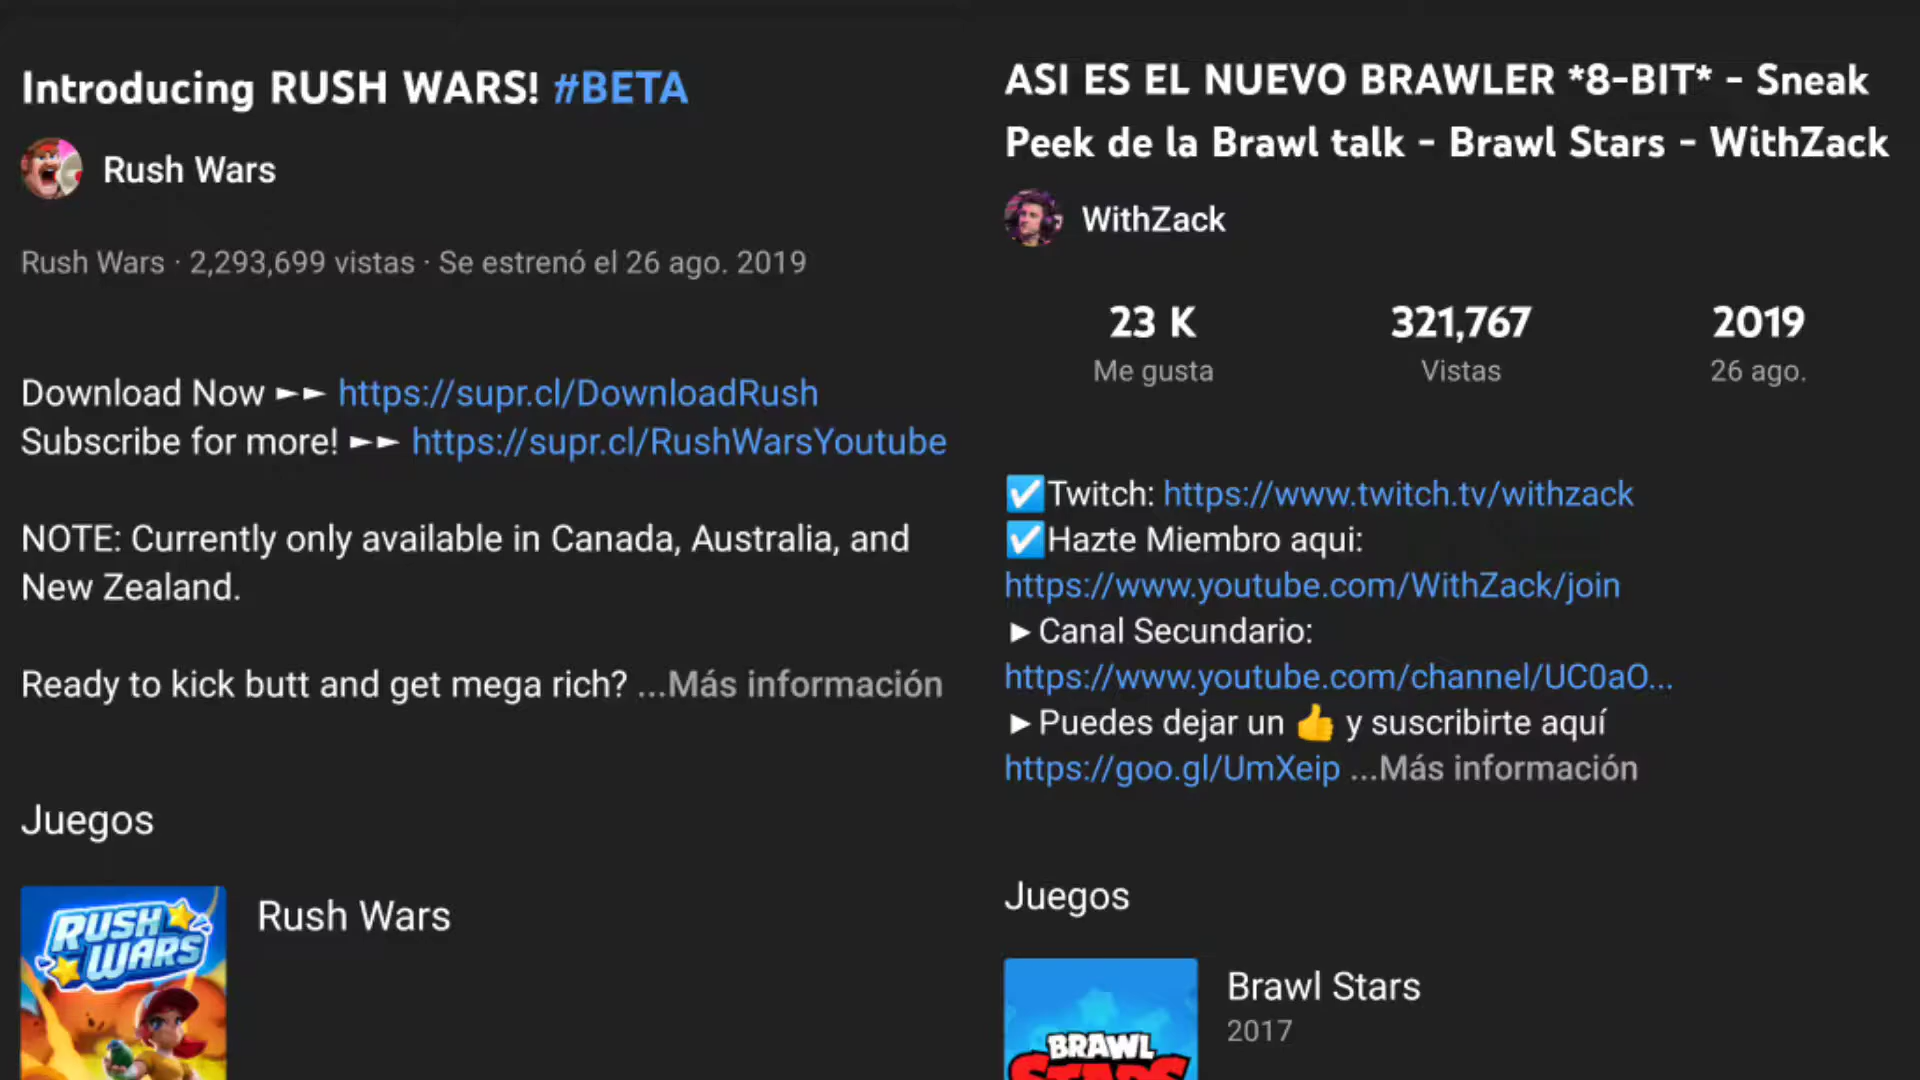 Introducing RUSH WARS! #BETA
Rush Wars
Rush Wars · 2,293,699 vistas · Se estrenó el 26 ago. 2019
Download Now ►► https://supr.cl/DownloadRush
Subscribe for more! ►► https://supr.cl/RushWarsYoutube
NOTE: Currently only available in Canada, Australia, and
New Zealand.
Ready to kick butt and get mega rich? ...Más información
Juegos
RUSH
WARS
Rush Wars
ASI ES EL NUEVO BRAWLER *8-BIT* - Sneak
Peek de la Brawl talk - Brawl Stars - WithZack
WithZack
23 K 321,767 2019
Me gusta Vistas 26 ago.
☑️Twitch: https://www.twitch.tv/withzack
☑️Hazte Miembro aqui:
https://www.youtube.com/WithZack/join
►Canal Secundario:
https://www.youtube.com/channel/UC0aO...
►Puedes dejar un 👍 y suscribirte aquí
https://goo.gl/UmXeip ...Más información
Juegos
BRAWL
STARS
Brawl Stars
2017